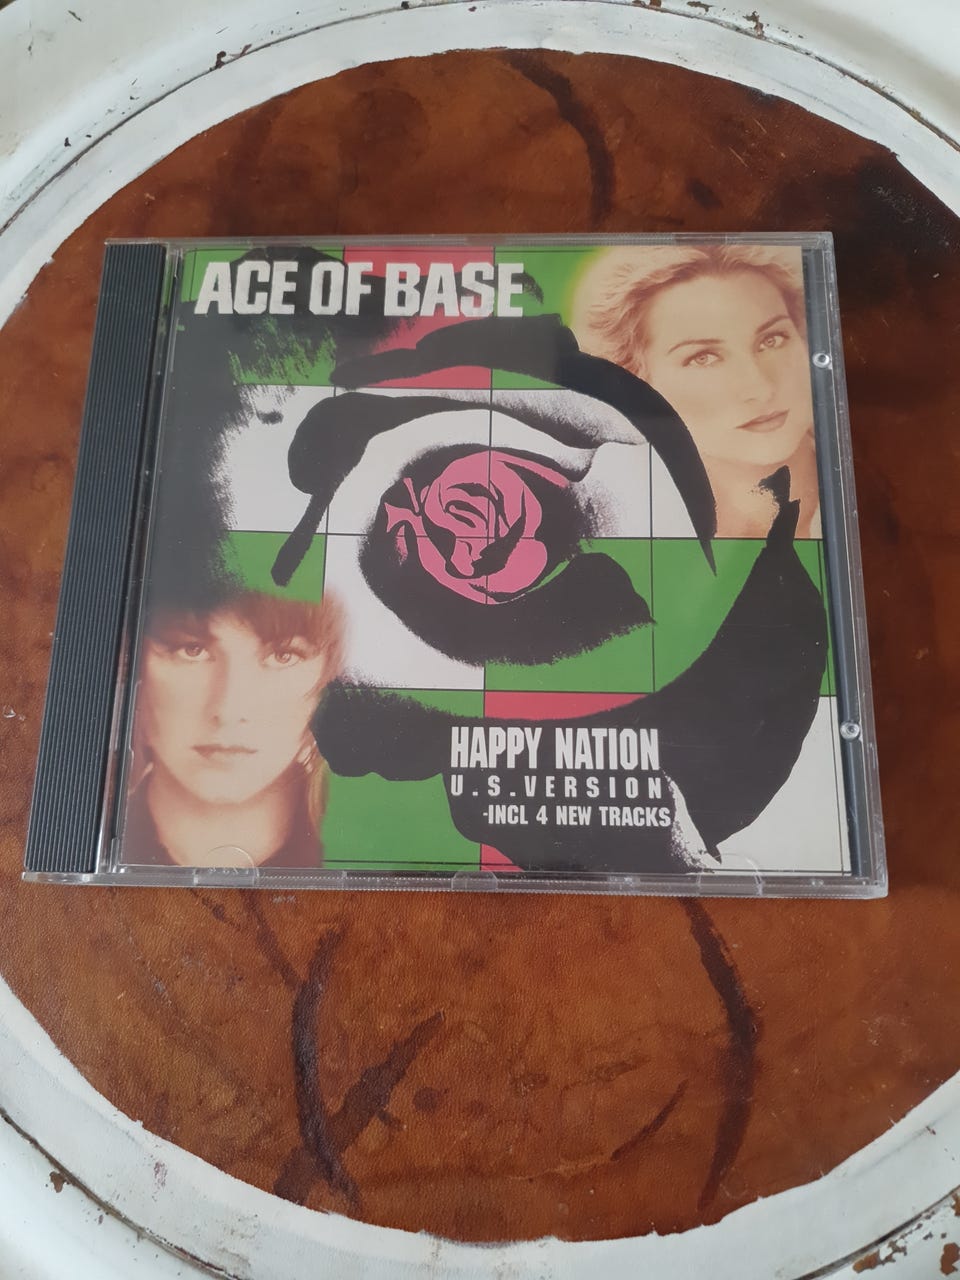 ACE OF BASE
HAPPY NATION
U.S.VERSION
-INCL 4 NEW TRACKS